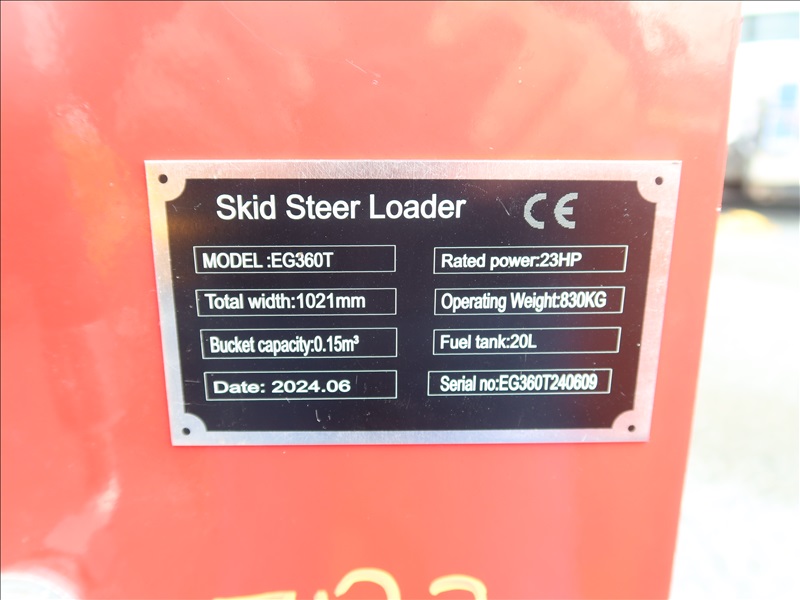 Skid Steer Loader CE
MODEL :EG360T
Rated power:23HP
Total width:1021mm
Operating Weight:830KG
Bucket capacity:0.15m³
Fuel tank:20L
Date: 2024.06
Serial no:EG360T240609